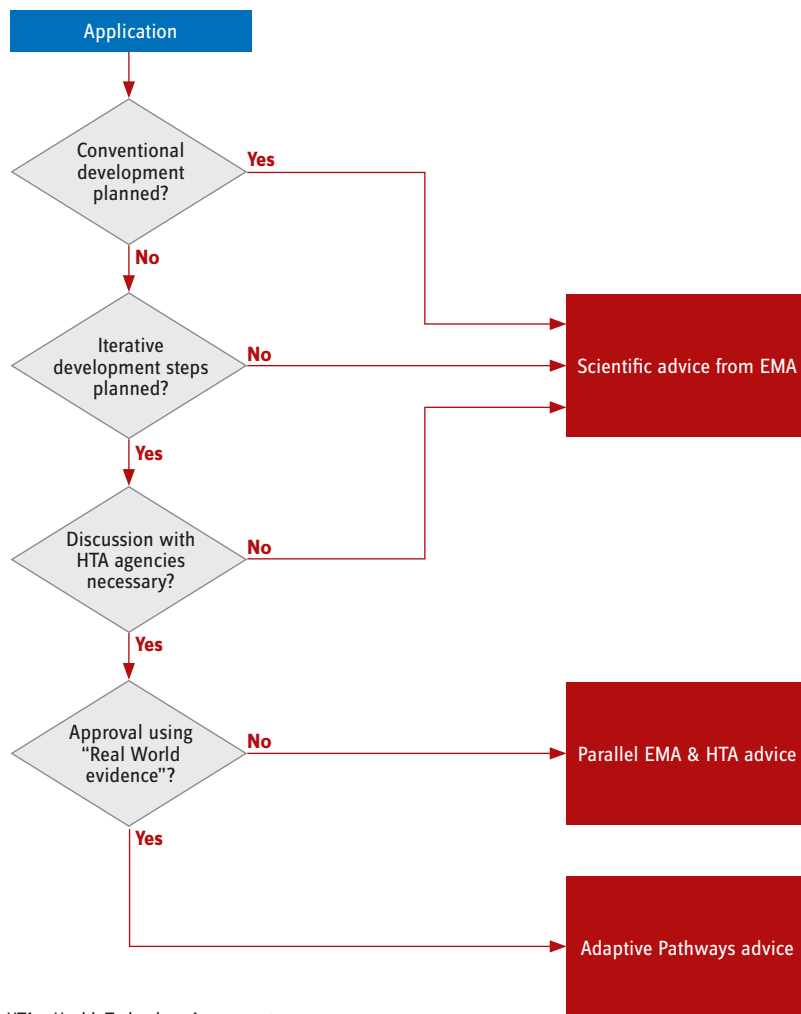 Application
Conventional
development
planned?
Yes
No
Iterative
development steps
planned?
No
Scientific advice from EMA
Yes
Discussion with
HTA agencies
necessary?
No
Yes
Approval using
“Real World
evidence”?
No
Parallel EMA & HTA advice
Yes
Adaptive Pathways advice